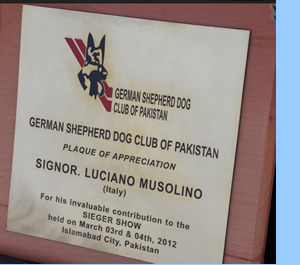 GERMAN SHEPHERD DOG
CLUB OF PAKISTAN
GERMAN SHEPHERD DOG CLUB OF PAKISTAN
PLAQUE OF APPRECIATION
SIGNOR. LUCIANO MUSOLINO
(Italy)
For his invaluable contribution to the
SIEGER SHOW
held on March 03rd & 04th, 2012
Islamabad City, Pakistan